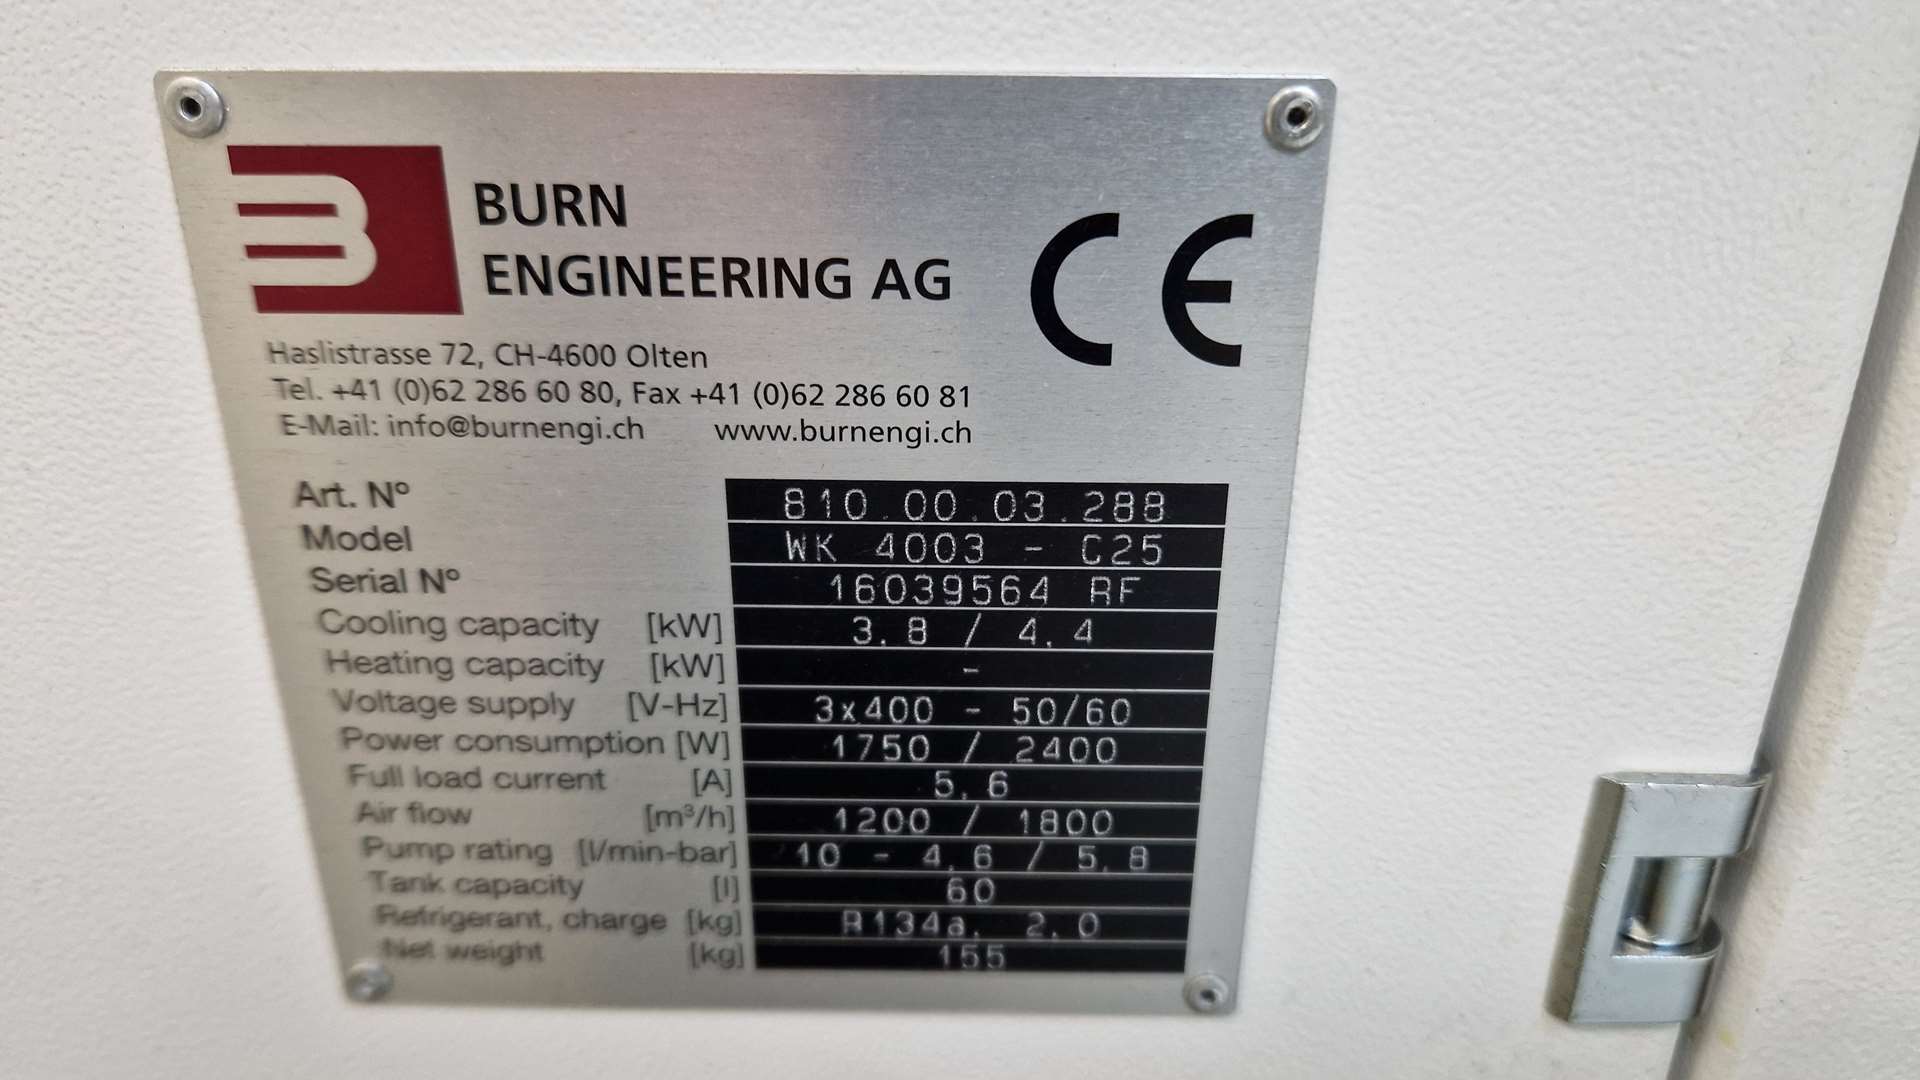 B
BURN
ENGINEERING AG
CE
Haslistrasse 72, CH-4600 Olten
Tel. +41 (0)62 286 60 80, Fax +41 (0)62 286 60 81
E-Mail: info@burnengi.ch www.burnengi.ch
Art. Nº 810.00.03.288
Model WK 4003 - C25
Serial Nº 16039564 RF
Cooling capacity [kW] 3.8 / 4.4
Heating capacity [kW] -
Voltage supply [V-Hz] 3x400 - 50/60
Power consumption [W] 1750 / 2400
Full load current [A] 5.6
Air flow [m³/h] 1200 / 1800
Pump rating [l/min-bar] 10 - 4.6 / 5.8
Tank capacity [l] 60
Refrigerant, charge [kg] R134a, 2.0
Net weight [kg] 155